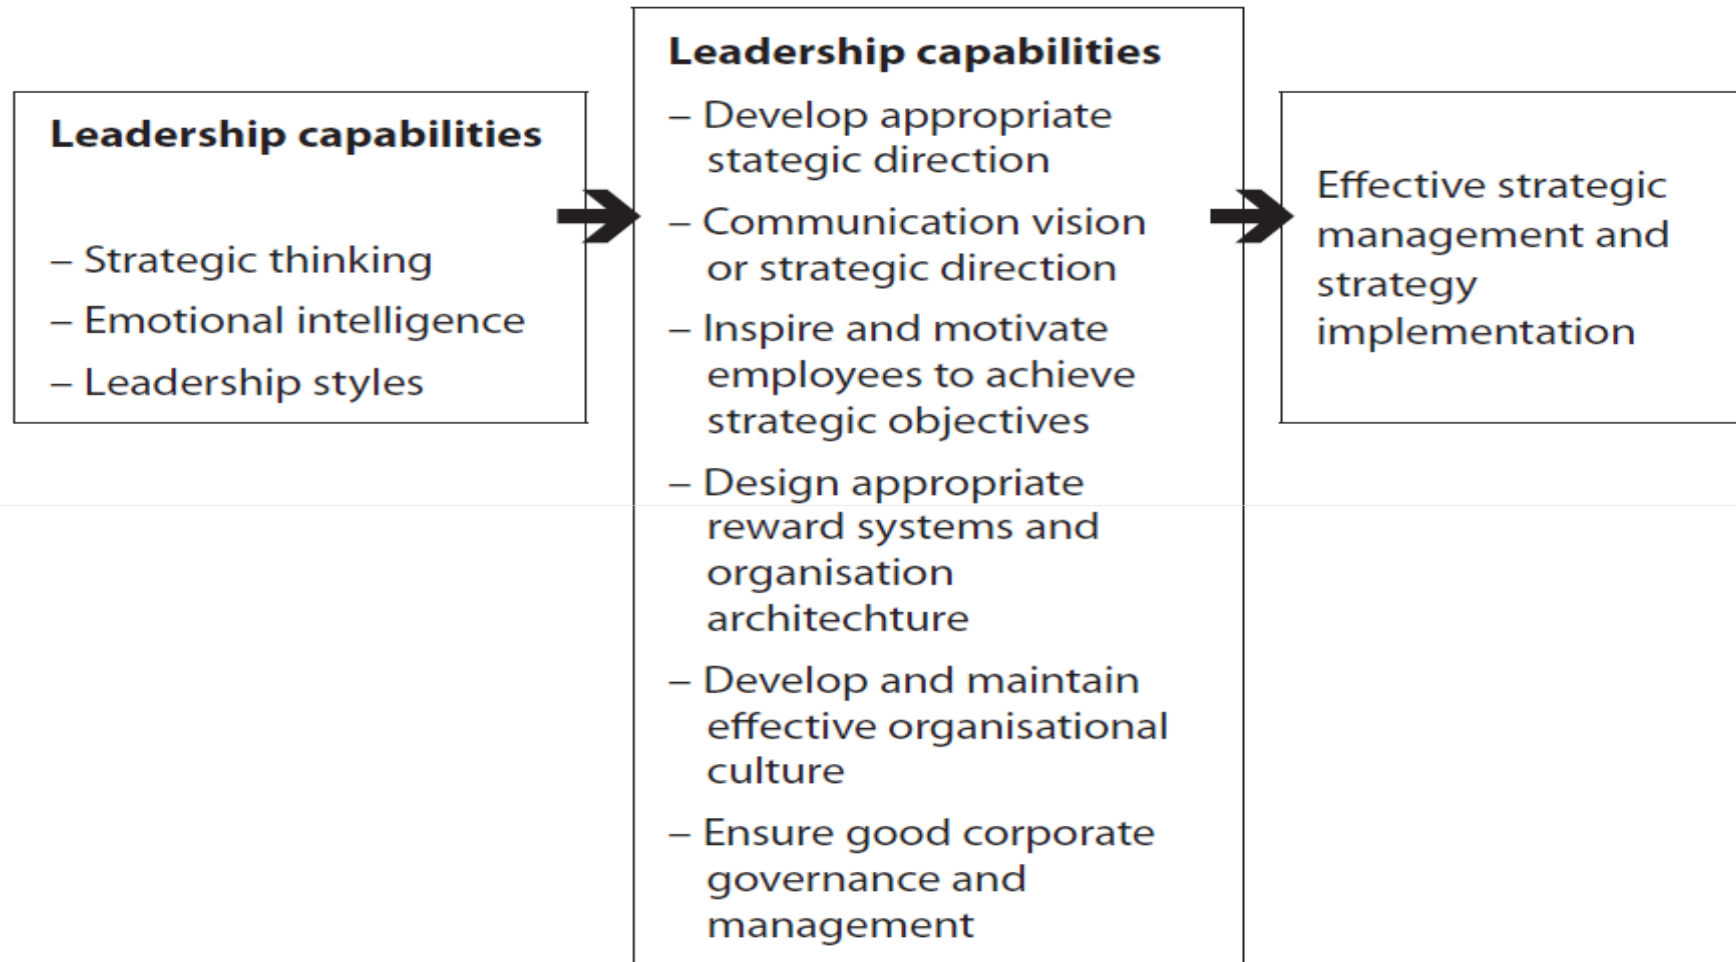 Leadership capabilities
– Strategic thinking
– Emotional intelligence
– Leadership styles
Leadership capabilities
– Develop appropriate
stategic direction
– Communication vision
or strategic direction
– Inspire and motivate
employees to achieve
strategic objectives
– Design appropriate
reward systems and
organisation
architechture
– Develop and maintain
effective organisational
culture
– Ensure good corporate
governance and
management
Effective strategic
management and
strategy
implementation